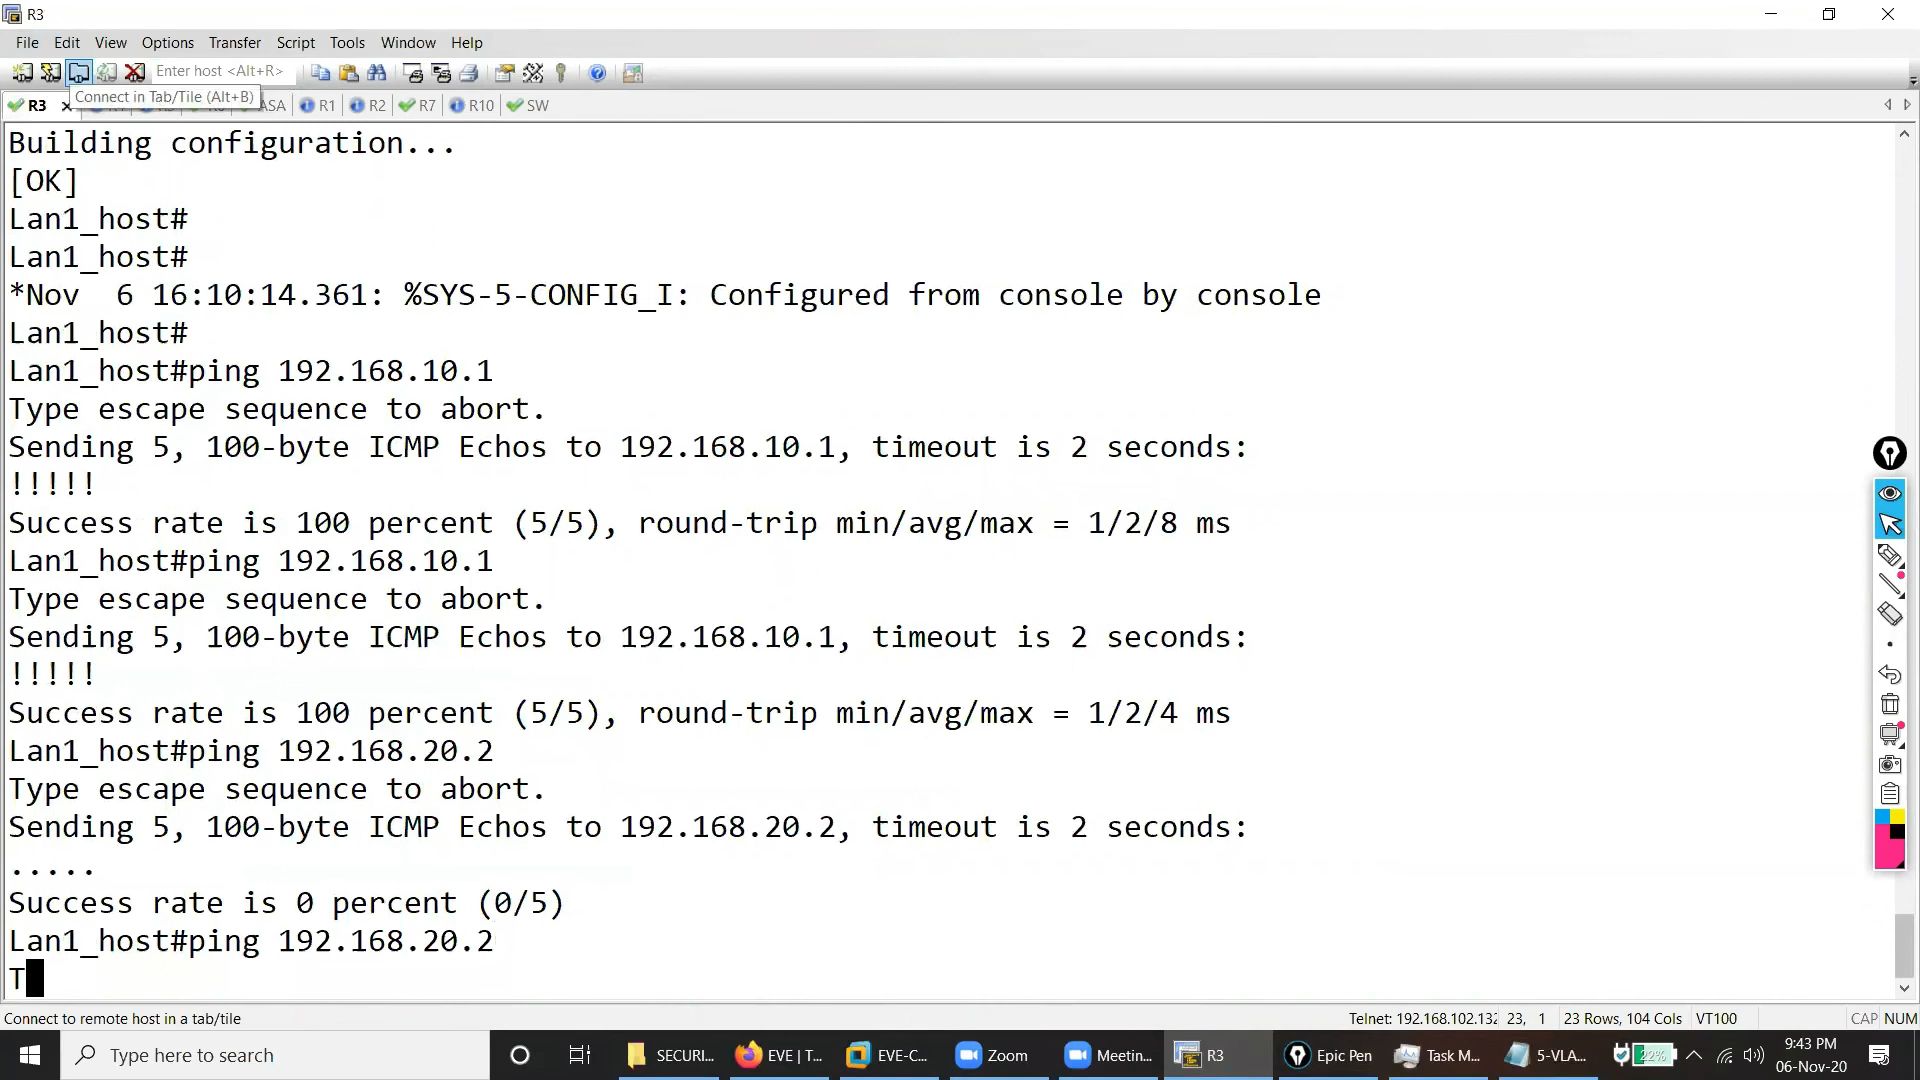 R3
File Edit View Options Transfer Script Tools Window Help
Enter host <Alt+R>
Connect in Tab/Tile (Alt+B)
R3 ASA R1 R2 R7 R10 SW
Building configuration...
[OK]
Lan1_host#
Lan1_host#
*Nov  6 16:10:14.361: %SYS-5-CONFIG_I: Configured from console by console
Lan1_host#
Lan1_host#ping 192.168.10.1
Type escape sequence to abort.
Sending 5, 100-byte ICMP Echos to 192.168.10.1, timeout is 2 seconds:
!!!!!
Success rate is 100 percent (5/5), round-trip min/avg/max = 1/2/8 ms
Lan1_host#ping 192.168.10.1
Type escape sequence to abort.
Sending 5, 100-byte ICMP Echos to 192.168.10.1, timeout is 2 seconds:
!!!!!
Success rate is 100 percent (5/5), round-trip min/avg/max = 1/2/4 ms
Lan1_host#ping 192.168.20.2
Type escape sequence to abort.
Sending 5, 100-byte ICMP Echos to 192.168.20.2, timeout is 2 seconds:
.....
Success rate is 0 percent (0/5)
Lan1_host#ping 192.168.20.2
T
Connect to remote host in a tab/tile Telnet: 192.168.102.132 23, 1 23 Rows, 104 Cols VT100 CAP NUM
Type here to search SECURI... EVE | T... EVE-C... Zoom Meetin... R3 Epic Pen Task M... 5-VLA... 22% 9:43 PM
06-Nov-20